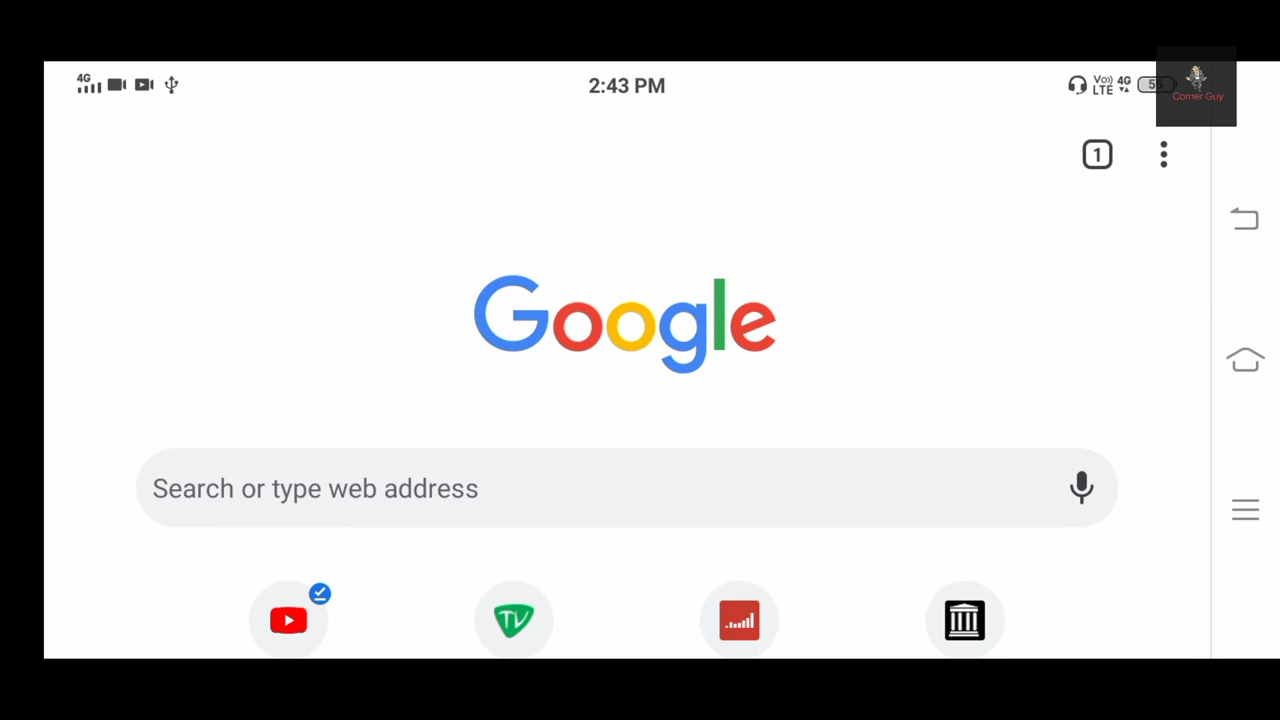 4G 2:43 PM Vo) 4G
LTE
Corner Guy
1
Google
Search or type web address
TV